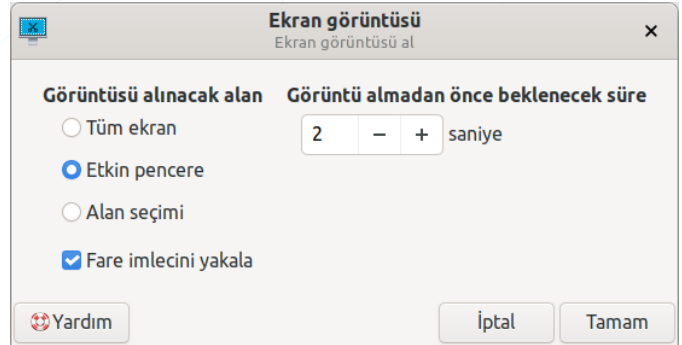 Ekran görüntüsü
Ekran görüntüsü al
Görüntüsü alınacak alan
Görüntü almadan önce beklenecek süre
Tüm ekran
2 − + saniye
Etkin pencere
Alan seçimi
Fare imlecini yakala
Yardım
İptal
Tamam